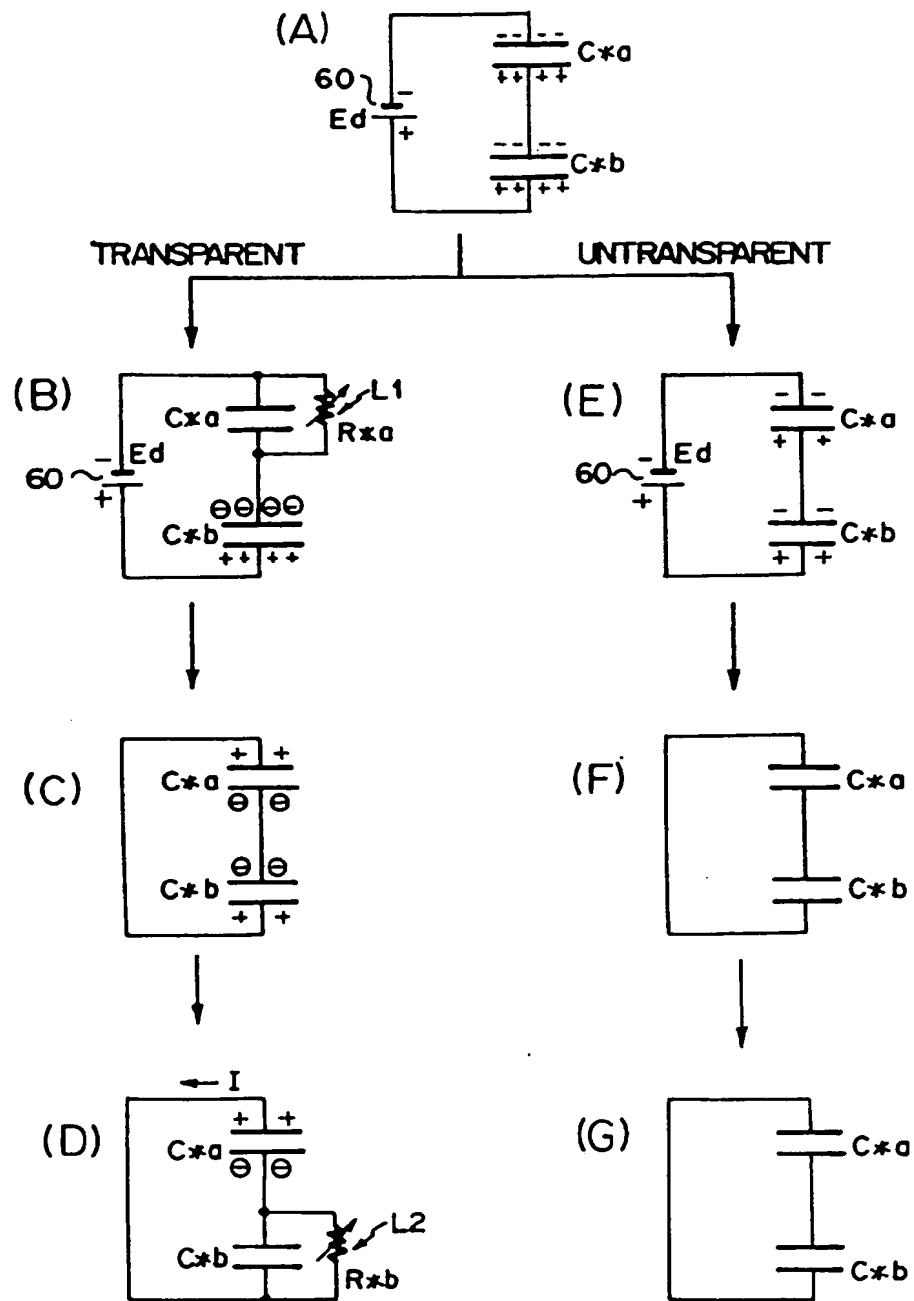 (A)
- - - -
C*a
60
-
++ ++
Ed
+
- - - -
C*b
++ ++
TRANSPARENT
UNTRANSPARENT
(B)
L1
C*a
R*a
-
Ed
60
+
⊖⊖⊖⊖
C*b
++ ++
(E)
- -
C*a
+ +
-
Ed
60
+
- -
C*b
+ +
(C)
+ +
C*a
⊖ ⊖
⊖ ⊖
C*b
+ +
(F)
C*a
C*b
(D)
← I
+ +
C*a
⊖ ⊖
L2
C*b
R*b
(G)
C*a
C*b